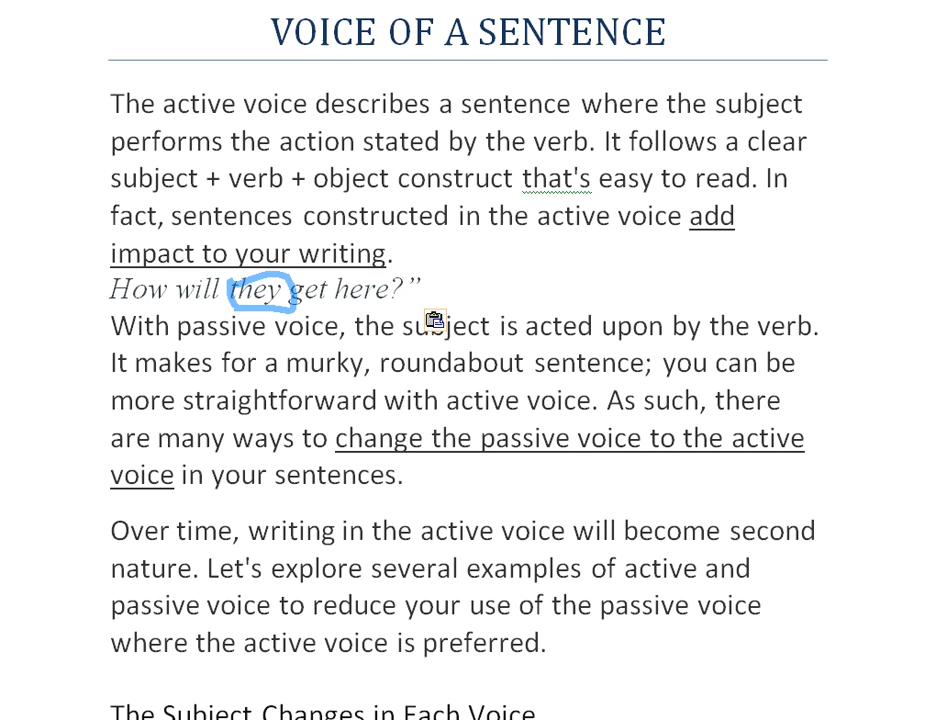 VOICE OF A SENTENCE
The active voice describes a sentence where the subject
performs the action stated by the verb. It follows a clear
subject + verb + object construct that's easy to read. In
fact, sentences constructed in the active voice add
impact to your writing.
How will they get here?”
With passive voice, the subject is acted upon by the verb.
It makes for a murky, roundabout sentence; you can be
more straightforward with active voice. As such, there
are many ways to change the passive voice to the active
voice in your sentences.
Over time, writing in the active voice will become second
nature. Let's explore several examples of active and
passive voice to reduce your use of the passive voice
where the active voice is preferred.
The Subject Changes in Each Voice